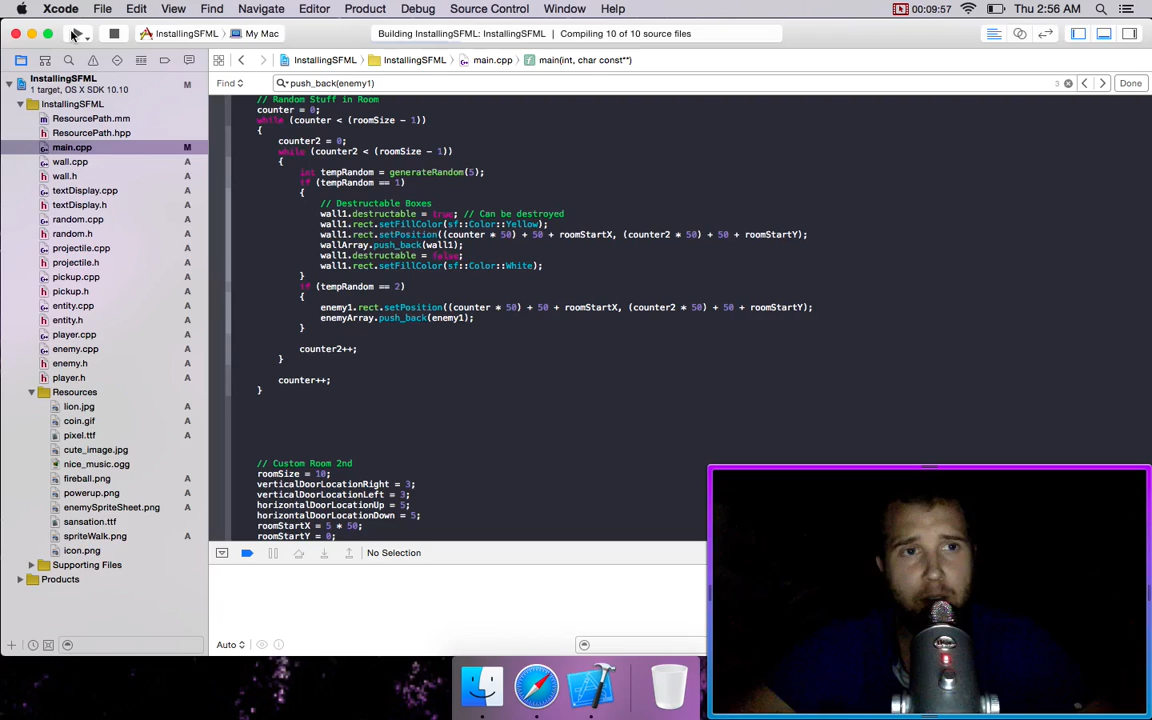 Xcode File Edit View Find Navigate Editor Product Debug Source Control Window Help 00:09:57 Thu 2:56 AM
InstallingSFML My Mac Building InstallingSFML: InstallingSFML | Compiling 10 of 10 source files
InstallingSFML InstallingSFML main.cpp main(int, char const**)
Find push_back(enemy1) 3 Done
InstallingSFML M
1 target, OS X SDK 10.10
InstallingSFML
ResourcePath.mm
ResourcePath.hpp
main.cpp M
wall.cpp A
wall.h A
textDisplay.cpp A
textDisplay.h A
random.cpp A
random.h A
projectile.cpp A
projectile.h A
pickup.cpp A
pickup.h A
entity.cpp A
entity.h A
player.cpp A
enemy.cpp A
enemy.h A
player.h A
Resources
lion.jpg A
coin.gif A
pixel.ttf A
cute_image.jpg
nice_music.ogg
fireball.png A
powerup.png A
enemySpriteSheet.png A
sansation.ttf
spriteWalk.png A
icon.png
Supporting Files
Products
// Random Stuff in Room
counter = 0;
while (counter < (roomSize - 1))
{
counter2 = 0;
while (counter2 < (roomSize - 1))
{
int tempRandom = generateRandom(5);
if (tempRandom == 1)
{
// Destructable Boxes
wall1.destructable = true; // Can be destroyed
wall1.rect.setFillColor(sf::Color::Yellow);
wall1.rect.setPosition((counter * 50) + 50 + roomStartX, (counter2 * 50) + 50 + roomStartY);
wallArray.push_back(wall1);
wall1.destructable = false;
wall1.rect.setFillColor(sf::Color::White);
}
if (tempRandom == 2)
{
enemy1.rect.setPosition((counter * 50) + 50 + roomStartX, (counter2 * 50) + 50 + roomStartY);
enemyArray.push_back(enemy1);
}
counter2++;
}
counter++;
}
// Custom Room 2nd
roomSize = 10;
verticalDoorLocationRight = 3;
verticalDoorLocationLeft = 3;
horizontalDoorLocationUp = 5;
horizontalDoorLocationDown = 5;
roomStartX = 5 * 50;
roomStartY = 0;
No Selection
Auto